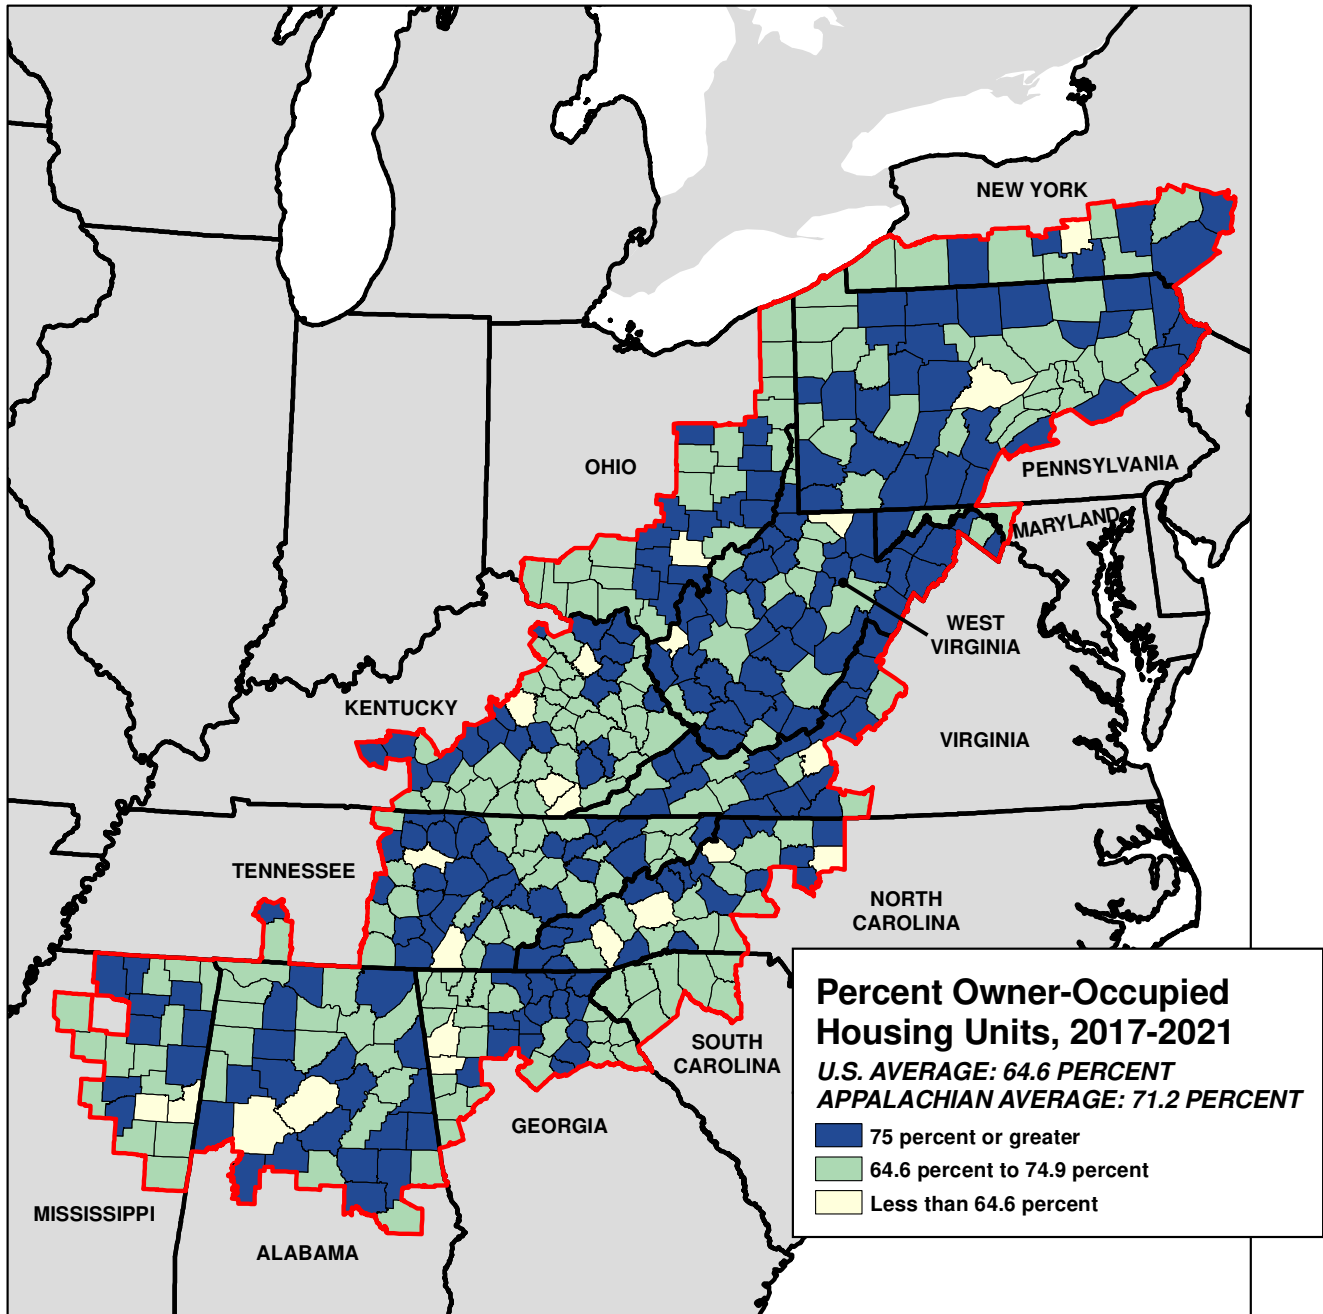 NEW YORK
OHIO
PENNSYLVANIA
MARYLAND
WEST
VIRGINIA
KENTUCKY
VIRGINIA
TENNESSEE
NORTH
CAROLINA
SOUTH
CAROLINA
GEORGIA
MISSISSIPPI
ALABAMA
Percent Owner-Occupied
Housing Units, 2017-2021
U.S. AVERAGE: 64.6 PERCENT
APPALACHIAN AVERAGE: 71.2 PERCENT
75 percent or greater
64.6 percent to 74.9 percent
Less than 64.6 percent